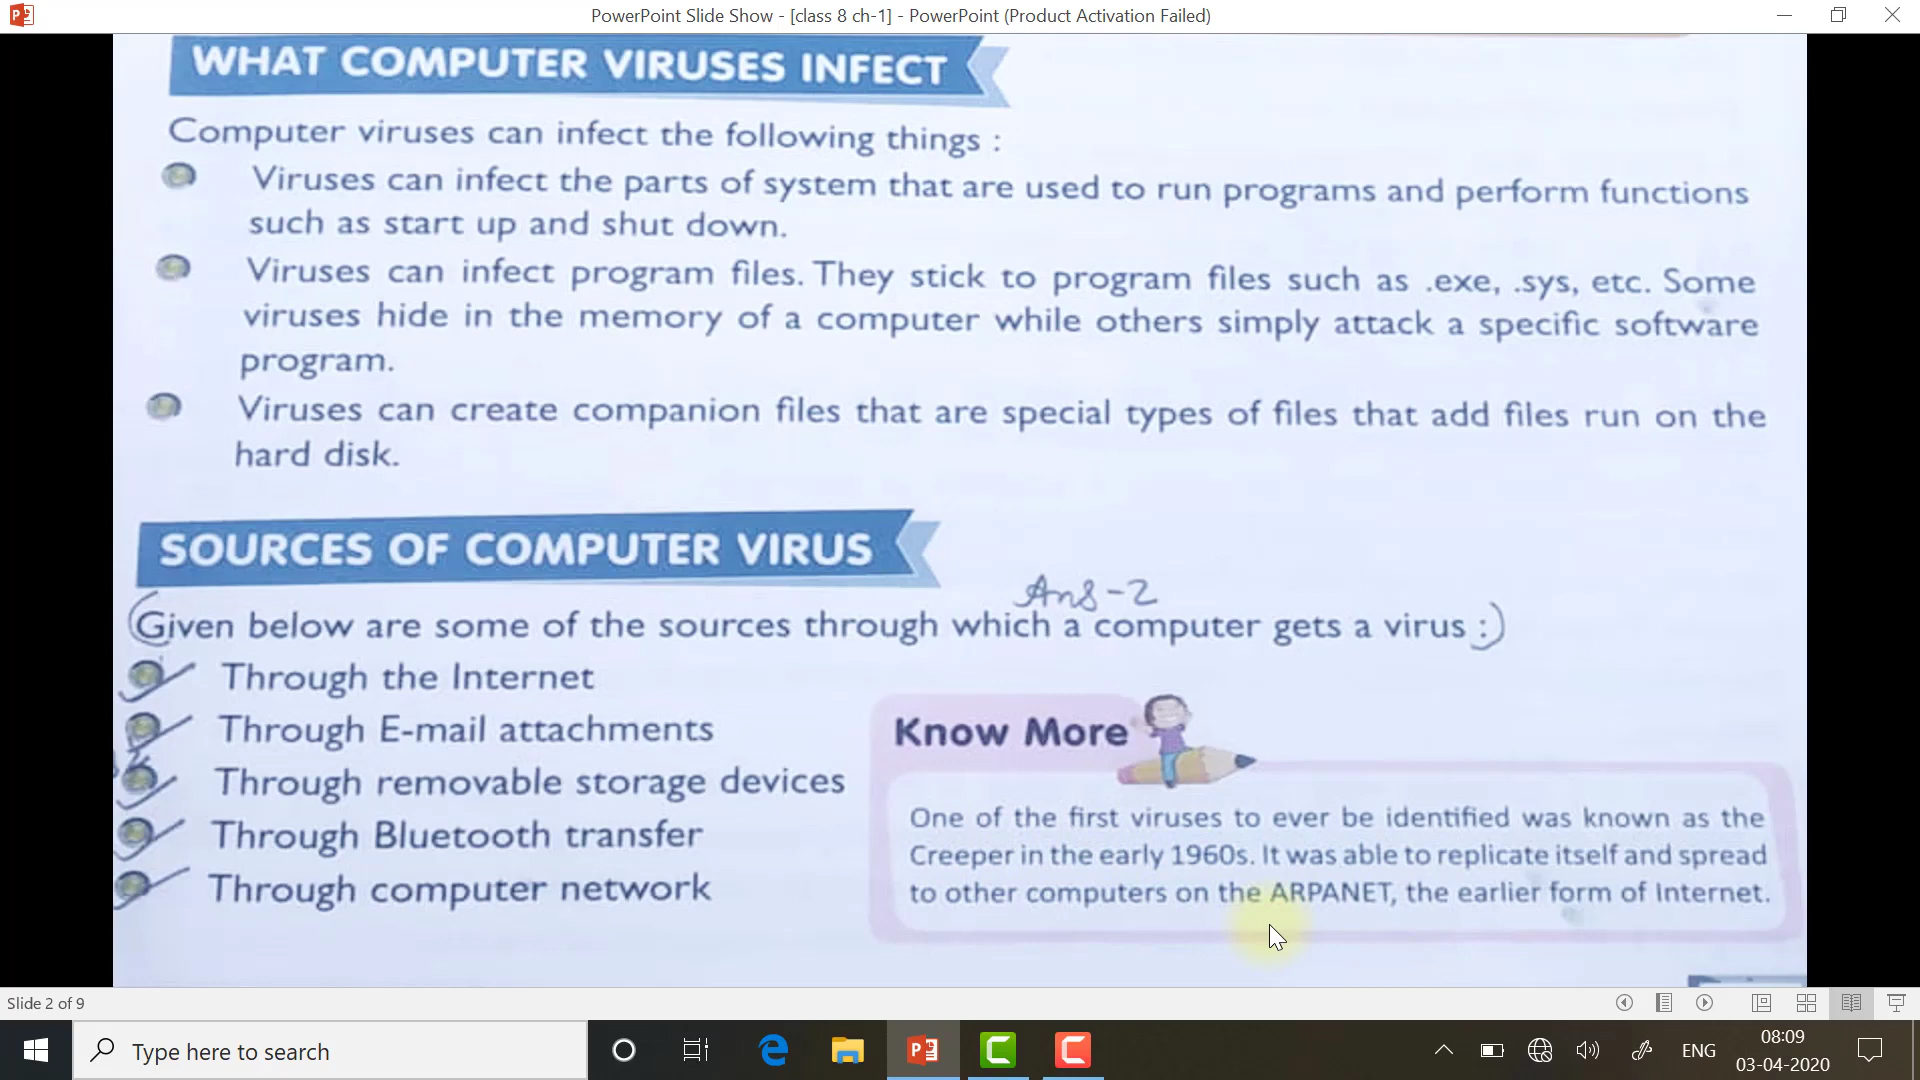 PowerPoint Slide Show - [class 8 ch-1] - PowerPoint (Product Activation Failed)
WHAT COMPUTER VIRUSES INFECT
Computer viruses can infect the following things :
Viruses can infect the parts of system that are used to run programs and perform functions
such as start up and shut down.
Viruses can infect program files. They stick to program files such as .exe, .sys, etc. Some
viruses hide in the memory of a computer while others simply attack a specific software
program.
Viruses can create companion files that are special types of files that add files run on the
hard disk.
SOURCES OF COMPUTER VIRUS
Ans-2
(Given below are some of the sources through which a computer gets a virus :)
Through the Internet
Through E-mail attachments
Through removable storage devices
Through Bluetooth transfer
Through computer network
Know More
One of the first viruses to ever be identified was known as the
Creeper in the early 1960s. It was able to replicate itself and spread
to other computers on the ARPANET, the earlier form of Internet.
Slide 2 of 9
Type here to search
ENG
08:09
03-04-2020